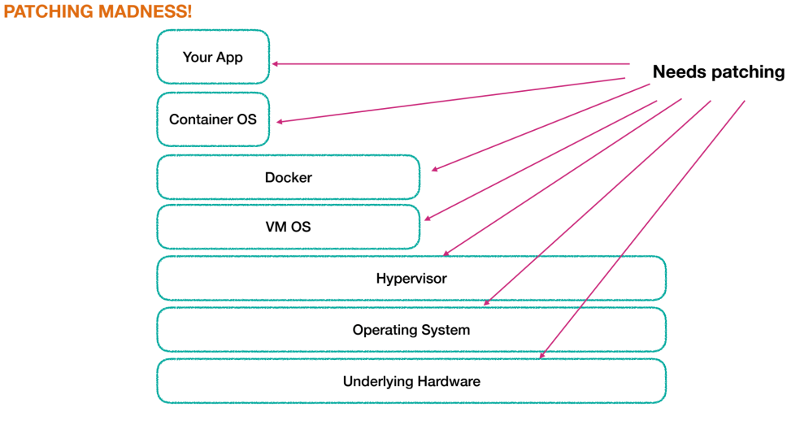 PATCHING MADNESS!
Your App
Needs patching
Container OS
Docker
VM OS
Hypervisor
Operating System
Underlying Hardware